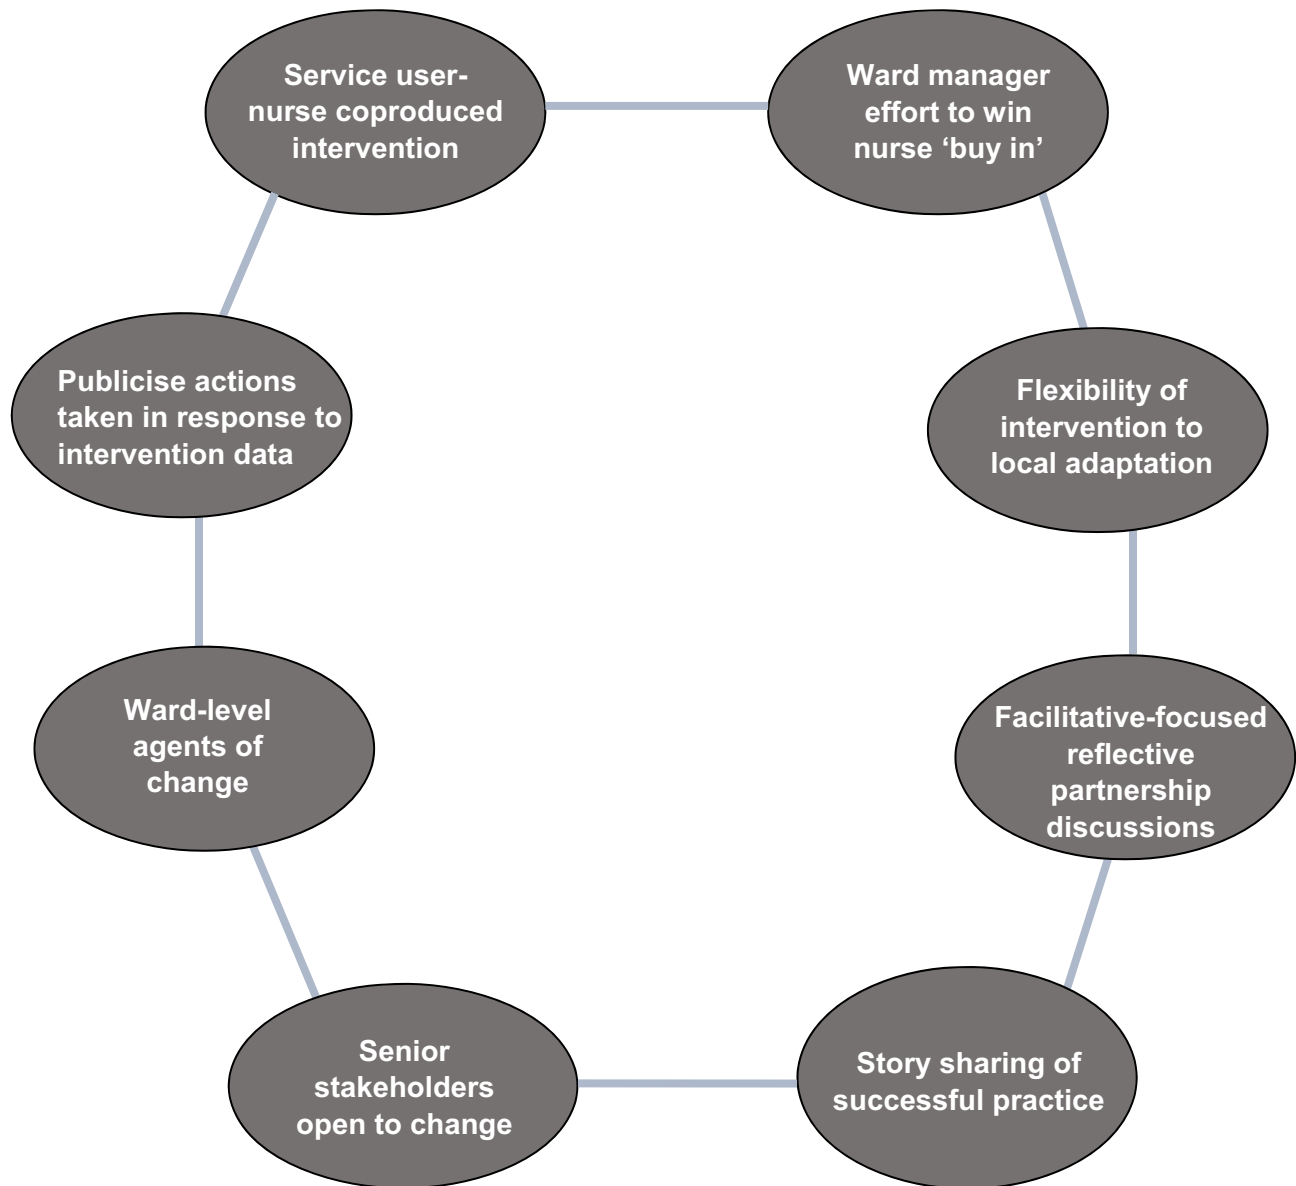 Service user-
nurse coproduced
intervention
Ward manager
effort to win
nurse ‘buy in’
Publicise actions
taken in response to
intervention data
Flexibility of
intervention to
local adaptation
Ward-level
agents of
change
Facilitative-focused
reflective
partnership
discussions
Senior
stakeholders
open to change
Story sharing of
successful practice